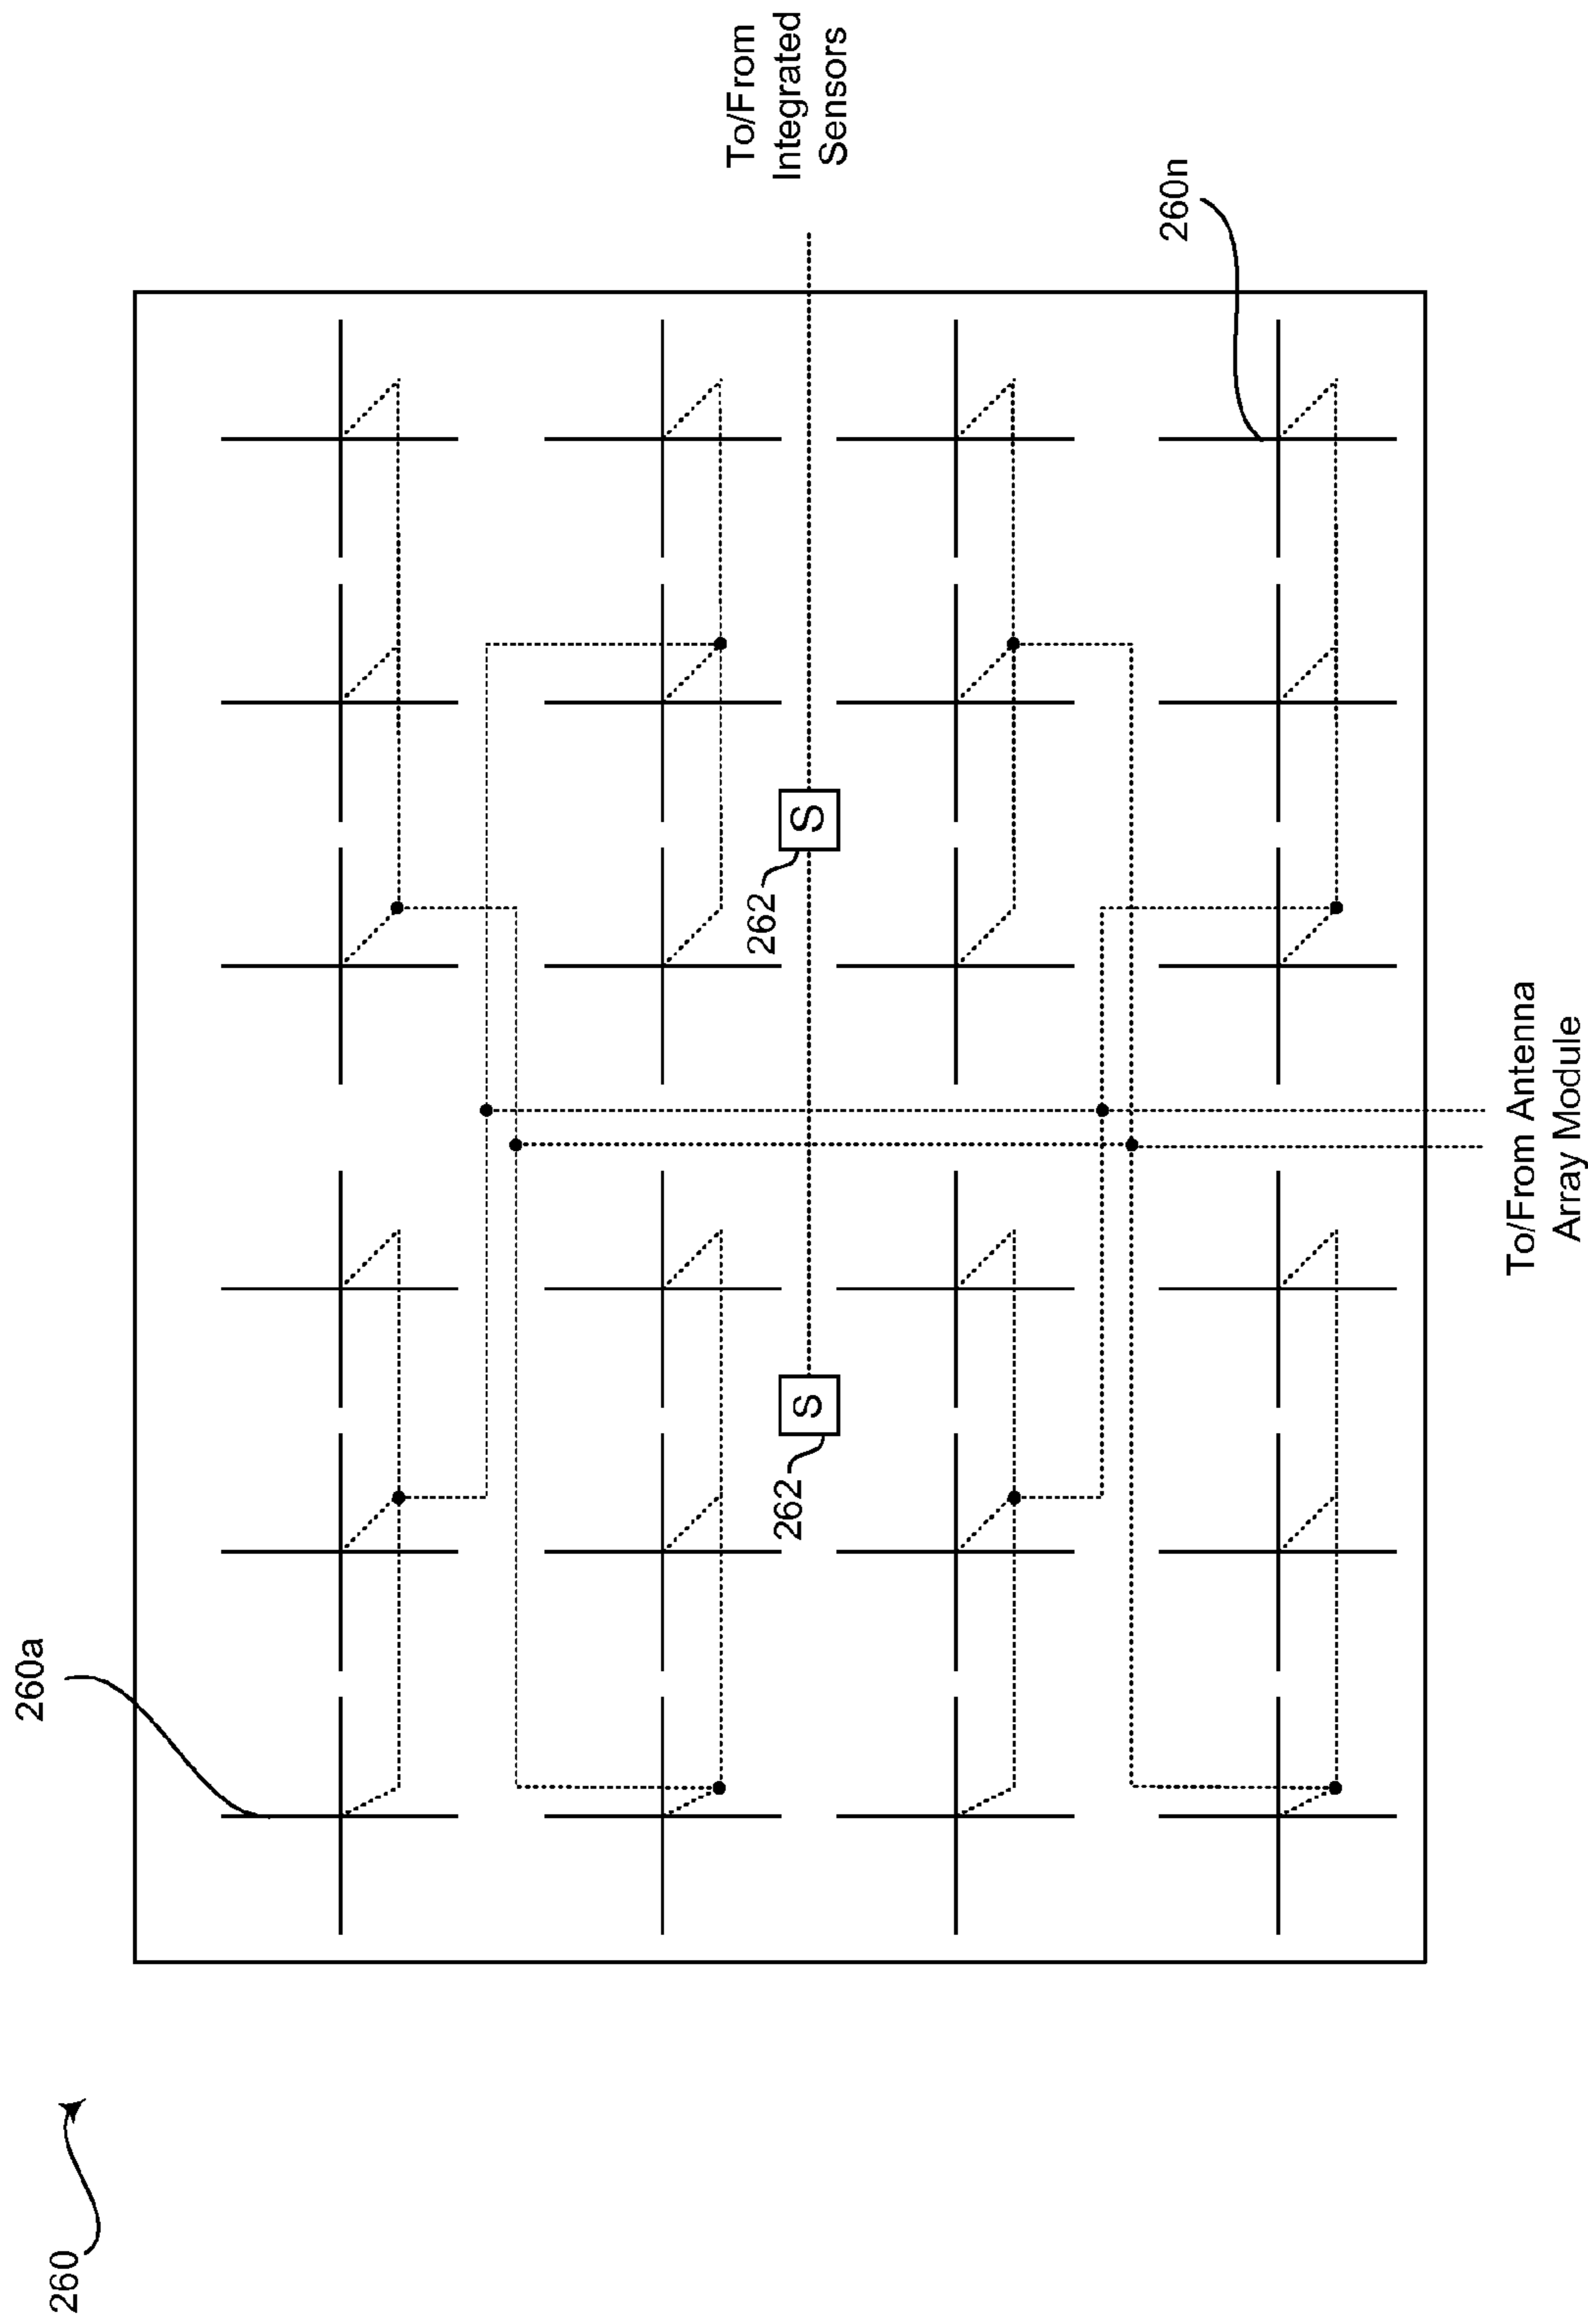 260a
260
To/From
Integrated
Sensors
262
262
S
S
260n
To/From Antenna
Array Module